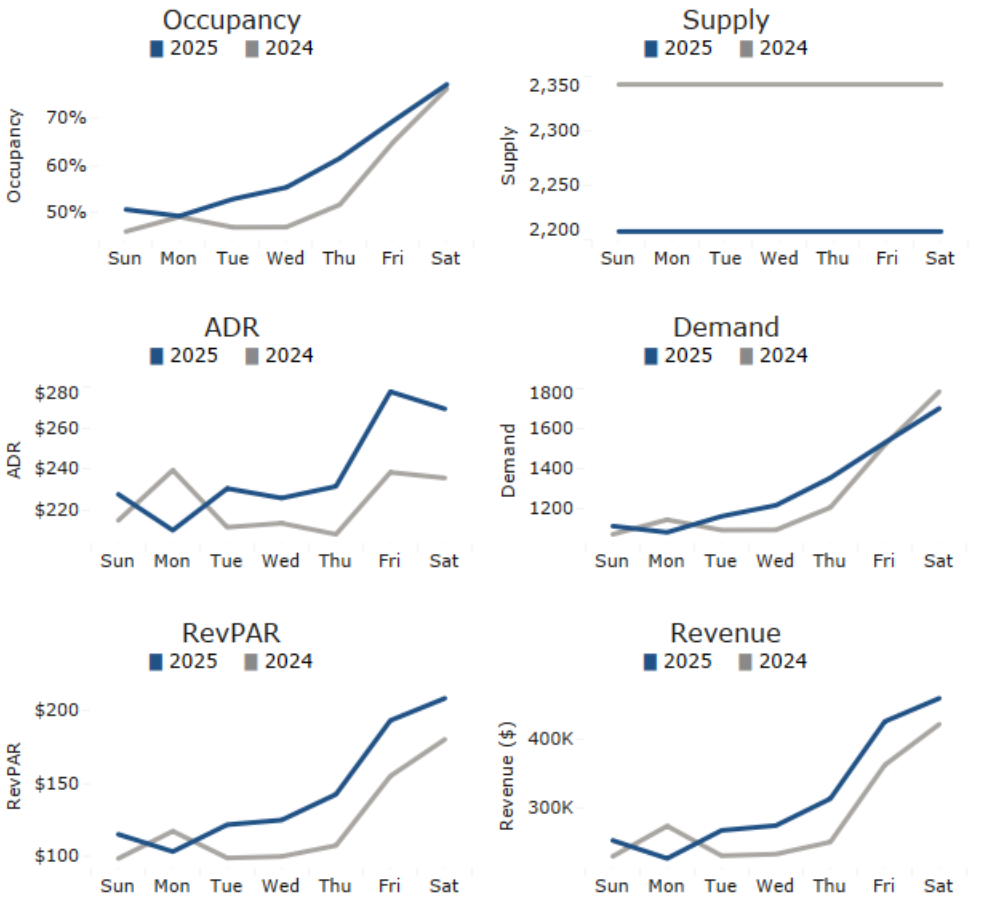 Occupancy
2025 2024
Occupancy
70%
60%
50%
Sun Mon Tue Wed Thu Fri Sat
Supply
2025 2024
Supply
2,350
2,300
2,250
2,200
Sun Mon Tue Wed Thu Fri Sat
ADR
2025 2024
ADR
$280
$260
$240
$220
Sun Mon Tue Wed Thu Fri Sat
Demand
2025 2024
Demand
1800
1600
1400
1200
Sun Mon Tue Wed Thu Fri Sat
RevPAR
2025 2024
RevPAR
$200
$150
$100
Sun Mon Tue Wed Thu Fri Sat
Revenue
2025 2024
Revenue ($)
400K
300K
Sun Mon Tue Wed Thu Fri Sat